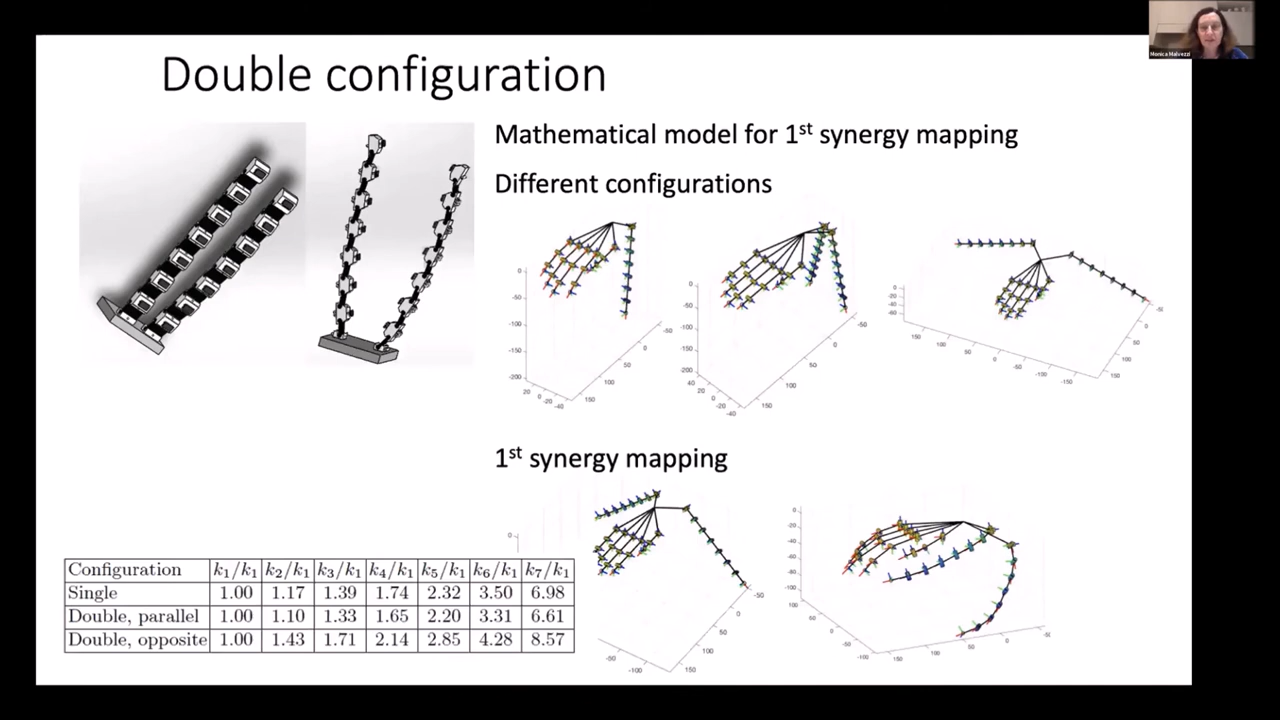 Monica Malvezzi
Double configuration
Mathematical model for 1st synergy mapping
Different configurations
1st synergy mapping
Configuration k1/k1 k2/k1 k3/k1 k4/k1 k5/k1 k6/k1 k7/k1
Single 1.00 1.17 1.39 1.74 2.32 3.50 6.98
Double, parallel 1.00 1.10 1.33 1.65 2.20 3.31 6.61
Double, opposite 1.00 1.43 1.71 2.14 2.85 4.28 8.57